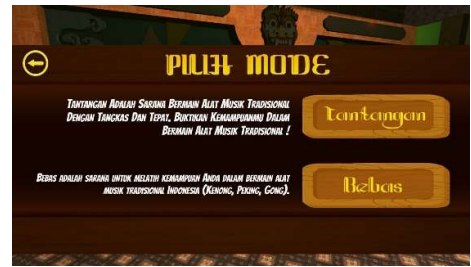 PILIH MODE
TANTANGAN ADALAH SARANA BERMAIN ALAT MUSIK TRADISIONAL
DENGAN TANGKAS DAN TEPAT, BUKTIKAN KEMAMPUANMU DALAM
BERMAIN ALAT MUSIK TRADISIONAL !
Tantangan
BEBAS ADALAH SARANA UNTUK MELATIH KEMAMPUAN ANDA DALAM BERMAIN ALAT
MUSIK TRADISIONAL INDONESIA (KENONG, PEKING, GONG).
Bebas